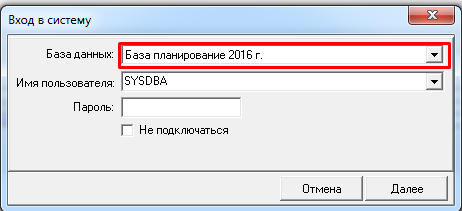 Вход в систему
База данных: База планирование 2016 г.
Имя пользователя: SYSDBA
Пароль:
Не подключаться
Отмена Далее